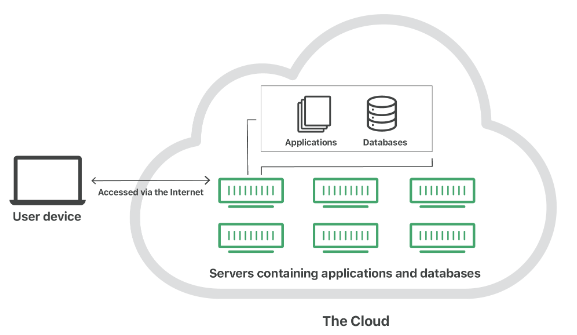 Applications
Databases
Accessed via the Internet
User device
Servers containing applications and databases
The Cloud